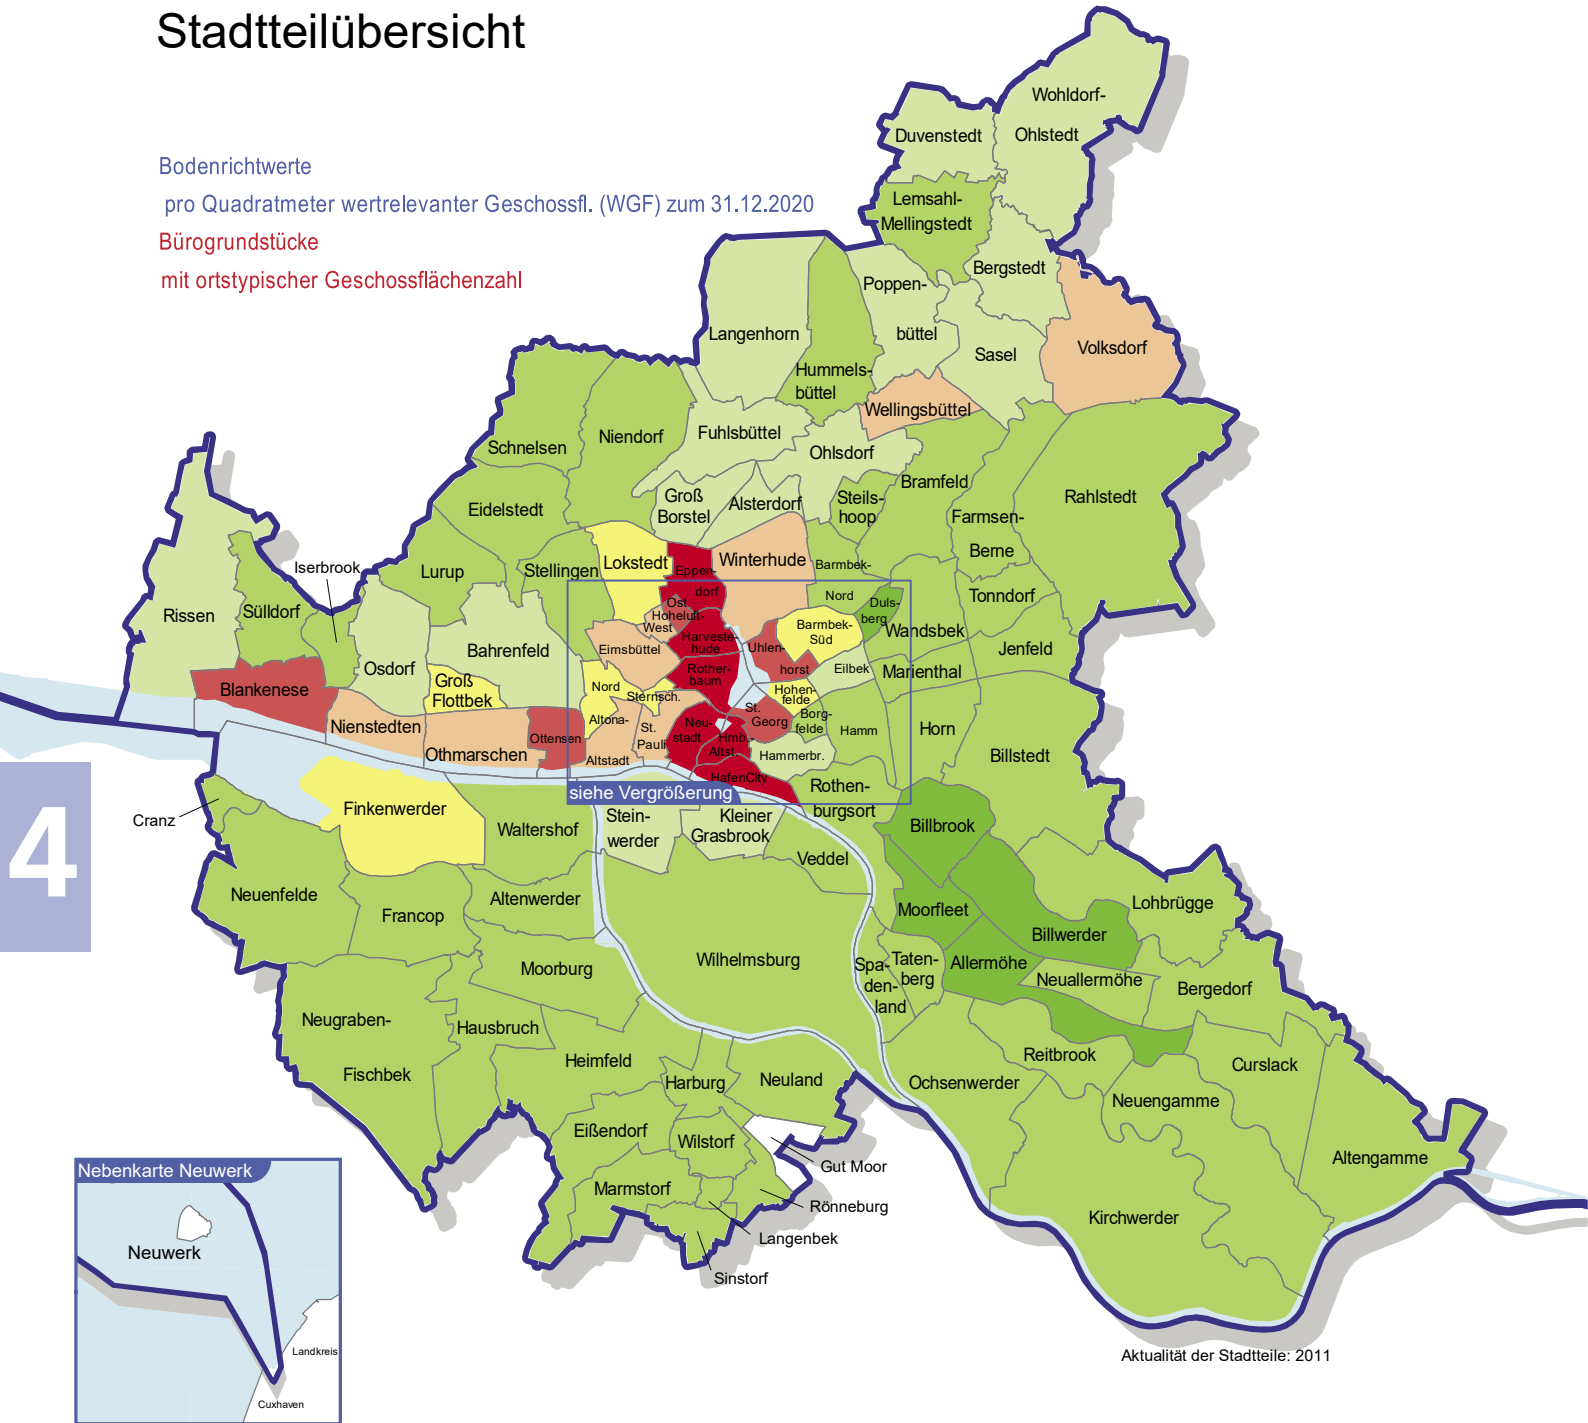 Stadtteilübersicht
Bodenrichtwerte
pro Quadratmeter wertrelevanter Geschossfl. (WGF) zum 31.12.2020
Bürogrundstücke
mit ortstypischer Geschossflächenzahl
Wohldorf-
Ohlstedt
Duvenstedt
Lemsahl-
Mellingstedt
Bergstedt
Poppen-
büttel
Langenhorn
Hummels-
büttel
Sasel
Volksdorf
Wellingsbüttel
Schnelsen
Niendorf
Fuhlsbüttel
Ohlsdorf
Bramfeld
Rahlstedt
Eidelstedt
Groß
Borstel
Alsterdorf
Steils-
hoop
Farmsen-
Berne
Iserbrook
Lurup
Stellingen
Lokstedt
Eppen-
dorf
Winterhude
Barmbek-
Nord
Duls-
berg
Tonndorf
Rissen
Sülldorf
Osdorf
Bahrenfeld
Ost
Hoheluft-
West
Eimsbüttel
Harveste-
hude
Uhlen-
horst
Barmbek-
Süd
Wandsbek
Jenfeld
Eilbek
Marienthal
Blankenese
Groß
Flottbek
Nord
Altona-
Altstadt
Sternsch.
Rother-
baum
Hohen-
felde
Nienstedten
Othmarschen
Ottensen
St.
Pauli
Neu-
stadt
Hmb.-
Altst.
St.
Georg
Borg-
felde
Hamm
Horn
Billstedt
Hammerbr.
HafenCity
siehe Vergrößerung
Rothen-
burgsort
Cranz
Finkenwerder
Waltershof
Stein-
werder
Kleiner
Grasbrook
Veddel
Billbrook
4
Neuenfelde
Francop
Altenwerder
Moorfleet
Billwerder
Lohbrügge
Moorburg
Wilhelmsburg
Spa-
den-
land
Taten-
berg
Allermöhe
Neuallermöhe
Bergedorf
Neugraben-
Fischbek
Hausbruch
Heimfeld
Harburg
Neuland
Ochsenwerder
Reitbrook
Curslack
Neuengamme
Eißendorf
Wilstorf
Gut Moor
Altengamme
Marmstorf
Rönneburg
Langenbek
Sinstorf
Kirchwerder
Nebenkarte Neuwerk
Neuwerk
Landkreis
Cuxhaven
Aktualität der Stadtteile: 2011